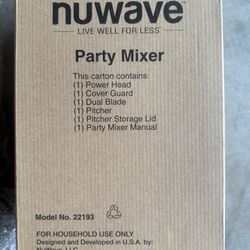 nuwave
LIVE WELL FOR LESS
Party Mixer
This carton contains:
(1) Power Head
(1) Cover Guard
(1) Dual Blade
(1) Pitcher
(1) Pitcher Storage Lid
(1) Party Mixer Manual
Model No. 22193
FOR HOUSEHOLD USE ONLY
Designed and Developed in U.S.A. by:
NuWave, LLC